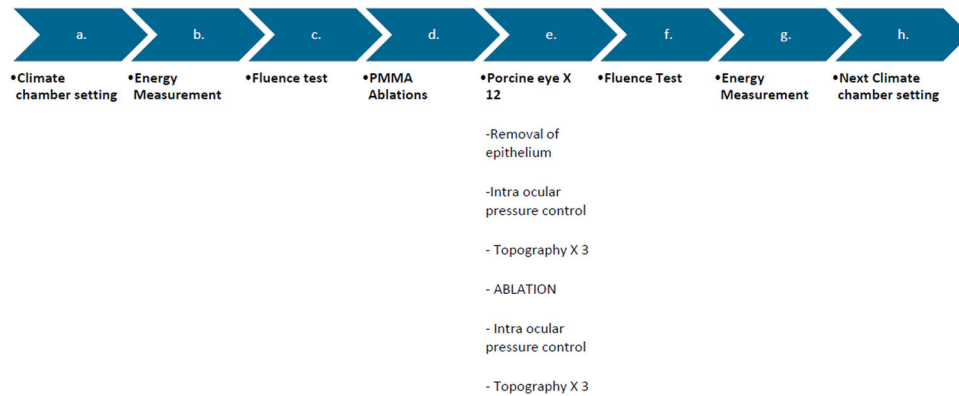 a.
b.
c.
d.
e.
f.
g.
h.
•Climate
chamber setting
•Energy
Measurement
•Fluence test
•PMMA
Ablations
•Porcine eye X
12
-Removal of
epithelium
-Intra ocular
pressure control
- Topography X 3
- ABLATION
- Intra ocular
pressure control
- Topography X 3
•Fluence Test
•Energy
Measurement
•Next Climate
chamber setting